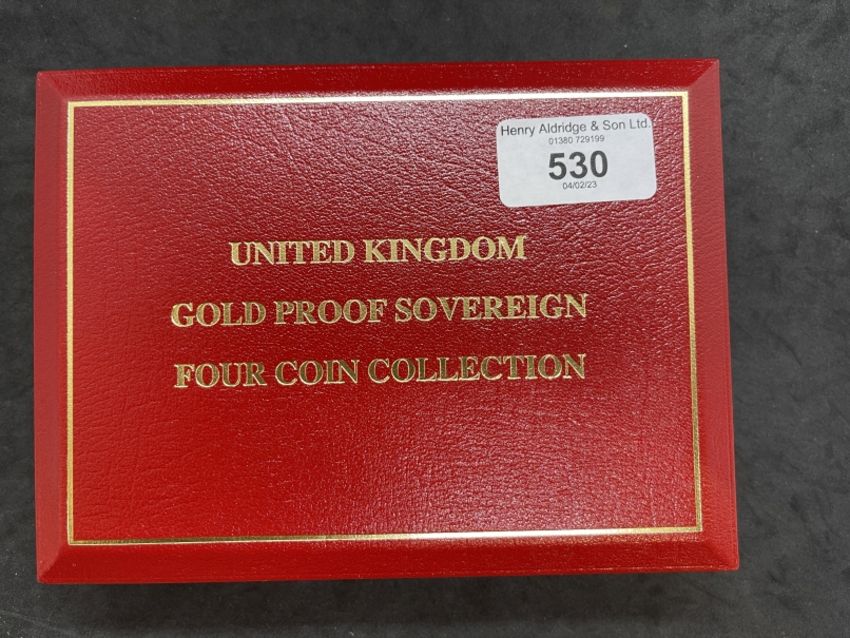 Henry Aldridge & Son Ltd.
01380 729199
530
04/02/23
UNITED KINGDOM
GOLD PROOF SOVEREIGN
FOUR COIN COLLECTION